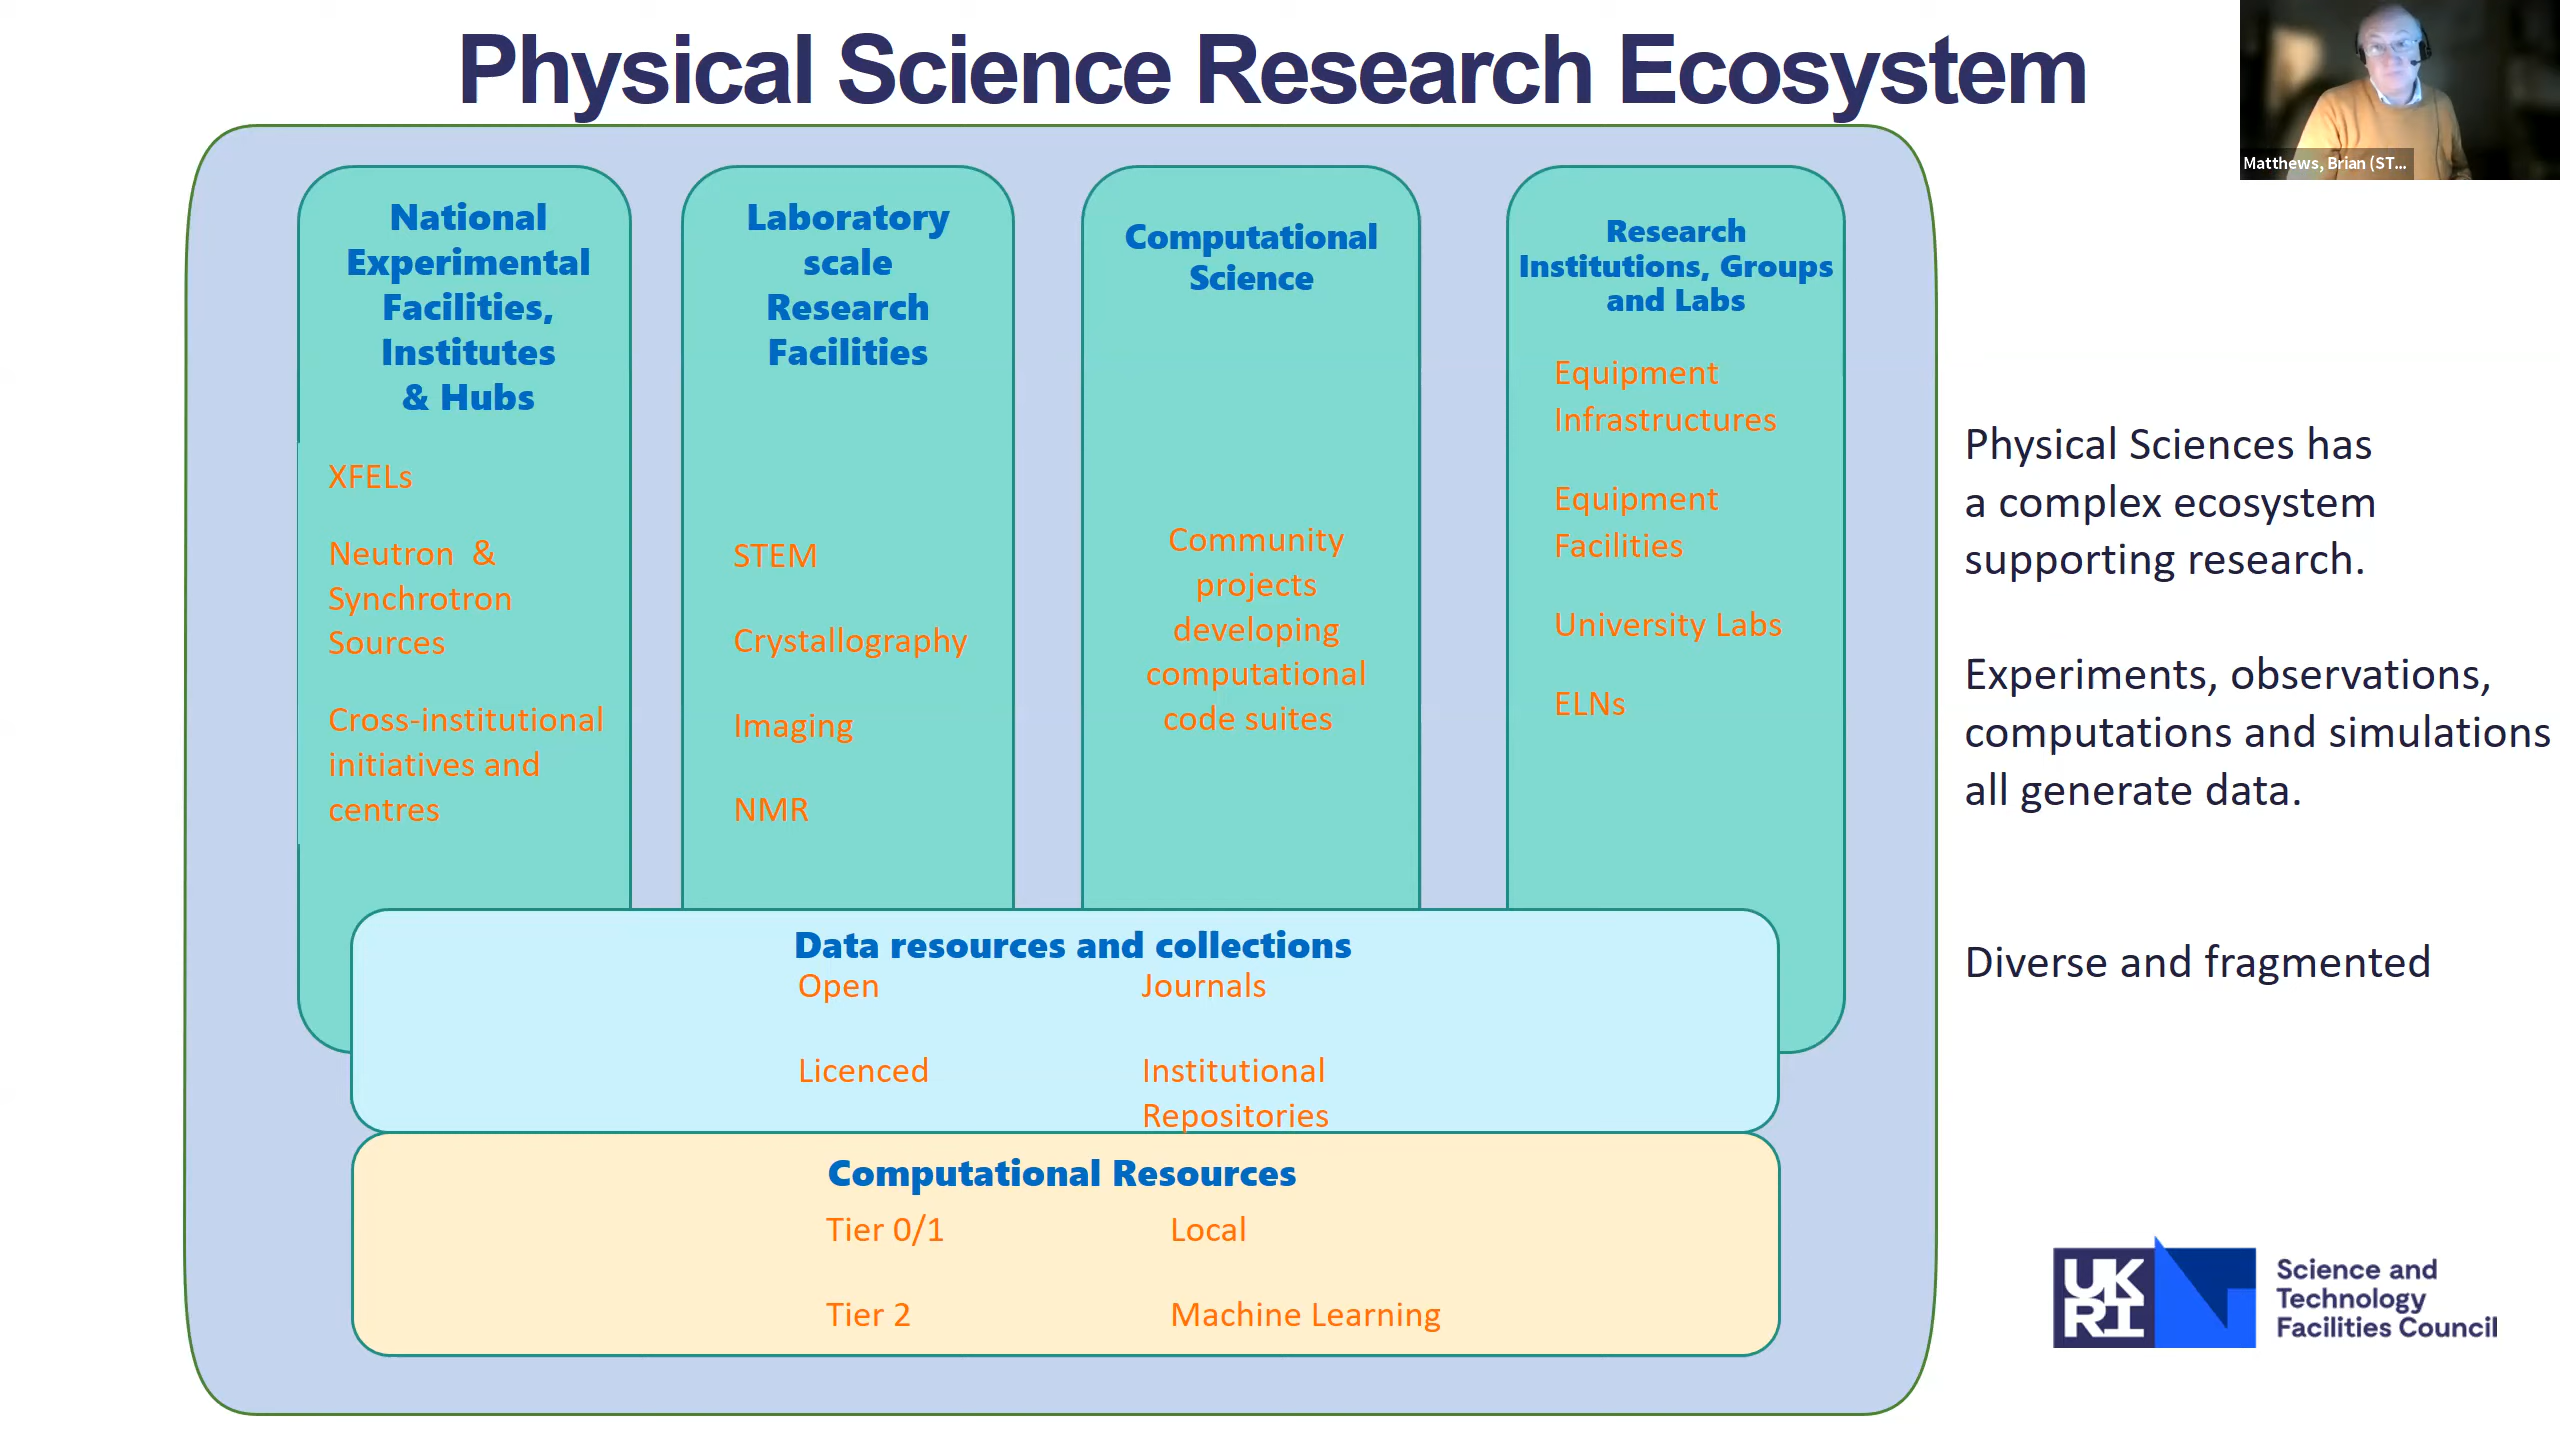 Physical Science Research Ecosystem
Matthews, Brian (ST...
National
Experimental
Facilities,
Institutes
& Hubs
XFELs
Neutron &
Synchrotron
Sources
Cross-institutional
initiatives and
centres
Laboratory
scale
Research
Facilities
STEM
Crystallography
Imaging
NMR
Computational
Science
Community
projects
developing
computational
code suites
Research
Institutions, Groups
and Labs
Equipment
Infrastructures
Equipment
Facilities
University Labs
ELNs
Data resources and collections
Open
Licenced
Journals
Institutional
Repositories
Computational Resources
Tier 0/1
Tier 2
Local
Machine Learning
Physical Sciences has
a complex ecosystem
supporting research.
Experiments, observations,
computations and simulations
all generate data.
Diverse and fragmented
UK
RI
Science and
Technology
Facilities Council